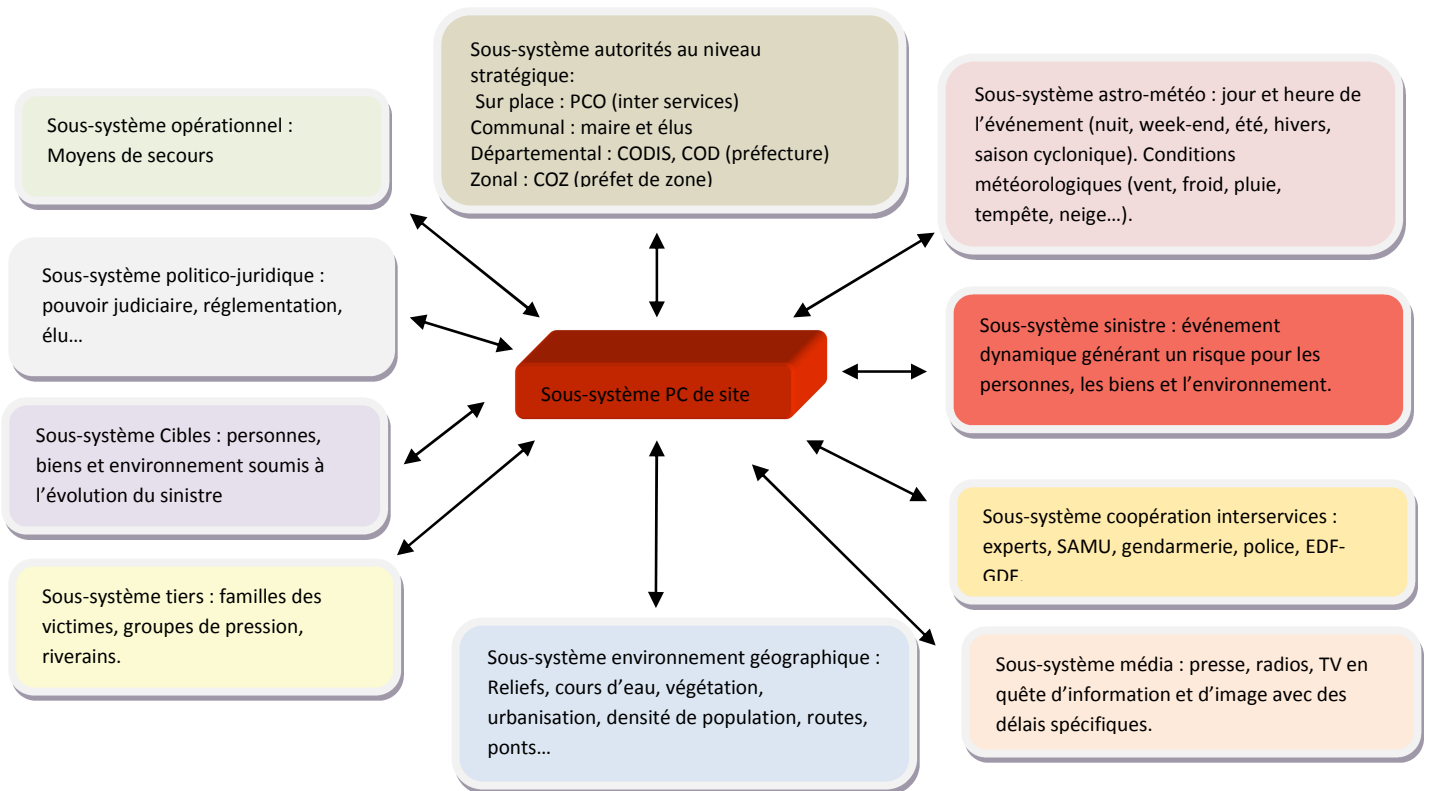 Sous-système autorités au niveau
stratégique:
Sur place : PCO (inter services)
Communal : maire et élus
Départemental : CODIS, COD (préfecture)
Zonal : COZ (préfet de zone)
Sous-système opérationnel :
Moyens de secours
Sous-système astro-météo : jour et heure de
l’événement (nuit, week-end, été, hivers,
saison cyclonique). Conditions
météorologiques (vent, froid, pluie,
tempête, neige…).
Sous-système politico-juridique :
pouvoir judiciaire, réglementation,
élu…
Sous-système sinistre : événement
dynamique générant un risque pour les
personnes, les biens et l’environnement.
Sous-système PC de site
Sous-système Cibles : personnes,
biens et environnement soumis à
l’évolution du sinistre
Sous-système coopération interservices :
experts, SAMU, gendarmerie, police, EDF-
GDF.
Sous-système tiers : familles des
victimes, groupes de pression,
riverains.
Sous-système environnement géographique :
Reliefs, cours d’eau, végétation,
urbanisation, densité de population, routes,
ponts…
Sous-système média : presse, radios, TV en
quête d’information et d’image avec des
délais spécifiques.